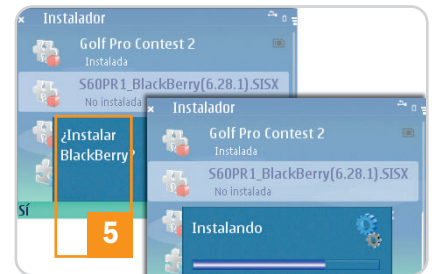 Instalador
Golf Pro Contest 2
Instalada
S60PR1_BlackBerry(6.28.1).SISX
No instalada
¿Instalar
BlackBerry?
Sí
5
Instalador
Golf Pro Contest 2
Instalada
S60PR1_BlackBerry(6.28.1).SISX
No instalada
Instalando